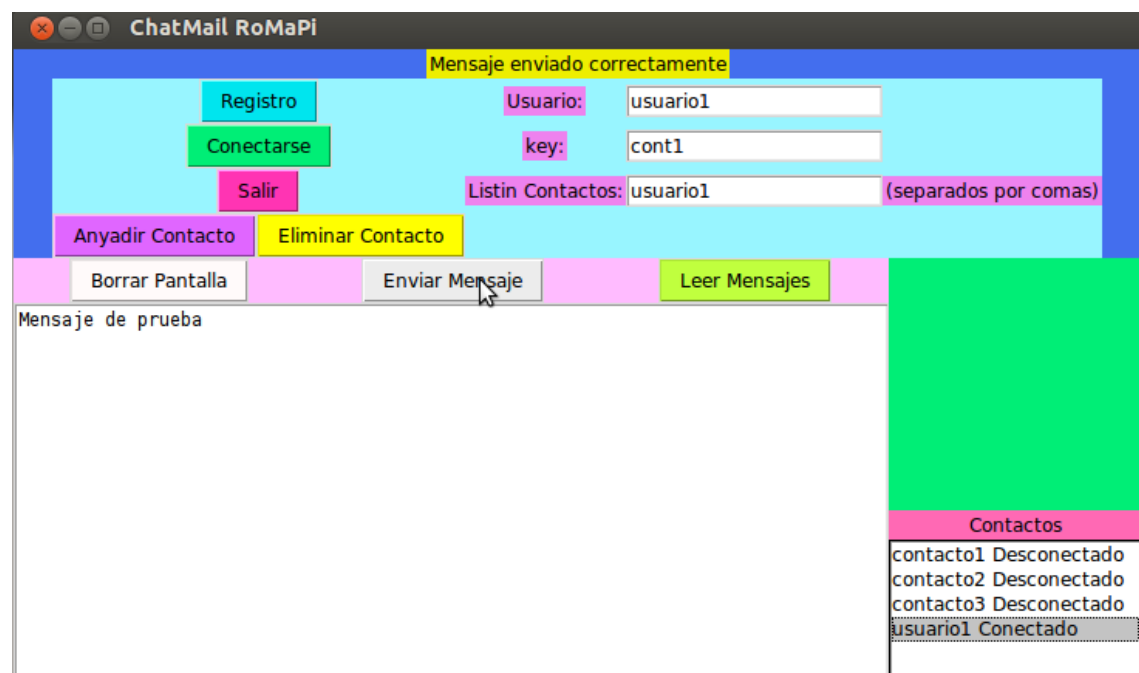 ChatMail RoMaPi
Mensaje enviado correctamente
Registro
Usuario: usuario1
Conectarse
key: cont1
Salir
Listin Contactos: usuario1 (separados por comas)
Anyadir Contacto
Eliminar Contacto
Borrar Pantalla
Enviar Mensaje
Leer Mensajes
Mensaje de prueba
Contactos
contacto1 Desconectado
contacto2 Desconectado
contacto3 Desconectado
usuario1 Conectado